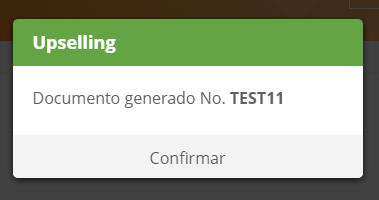 Upselling
Documento generado No. TEST11
Confirmar